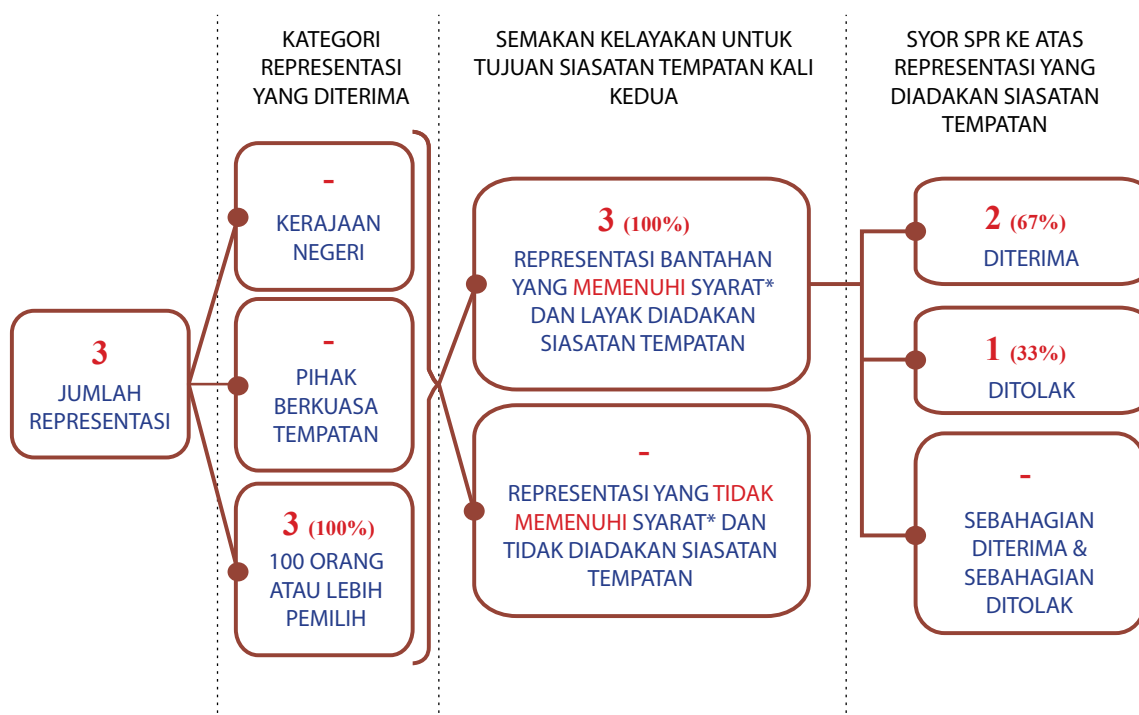 KATEGORI
REPRESENTASI
YANG DITERIMA
SEMAKAN KELAYAKAN UNTUK
TUJUAN SIASATAN TEMPATAN KALI
KEDUA
SYOR SPR KE ATAS
REPRESENTASI YANG
DIADAKAN SIASATAN
TEMPATAN
3
JUMLAH
REPRESENTASI
-
KERAJAAN
NEGERI
-
PIHAK
BERKUASA
TEMPATAN
3 (100%)
100 ORANG
ATAU LEBIH
PEMILIH
3 (100%)
REPRESENTASI BANTAHAN
YANG MEMENUHI SYARAT*
DAN LAYAK DIADAKAN
SIASATAN TEMPATAN
-
REPRESENTASI YANG TIDAK
MEMENUHI SYARAT* DAN
TIDAK DIADAKAN SIASATAN
TEMPATAN
2 (67%)
DITERIMA
1 (33%)
DITOLAK
-
SEBAHAGIAN
DITERIMA &
SEBAHAGIAN
DITOLAK